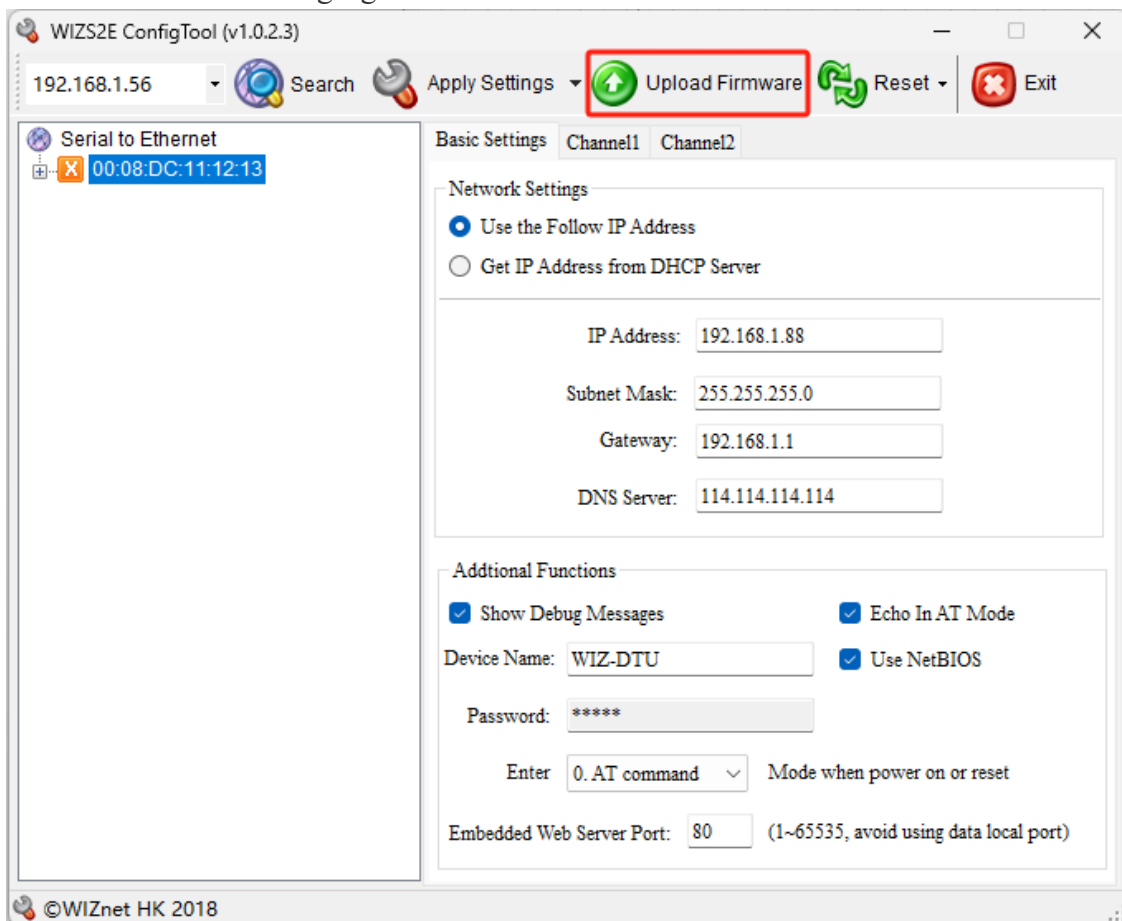 WIZS2E ConfigTool (v1.0.2.3)
192.168.1.56 Search Apply Settings Upload Firmware Reset Exit
Serial to Ethernet
00:08:DC:11:12:13
Basic Settings Channel1 Channel2
Network Settings
Use the Follow IP Address
Get IP Address from DHCP Server
IP Address: 192.168.1.88
Subnet Mask: 255.255.255.0
Gateway: 192.168.1.1
DNS Server: 114.114.114.114
Addtional Functions
Show Debug Messages Echo In AT Mode
Device Name: WIZ-DTU Use NetBIOS
Password: *****
Enter 0. AT command Mode when power on or reset
Embedded Web Server Port: 80 (1~65535, avoid using data local port)
©WIZnet HK 2018